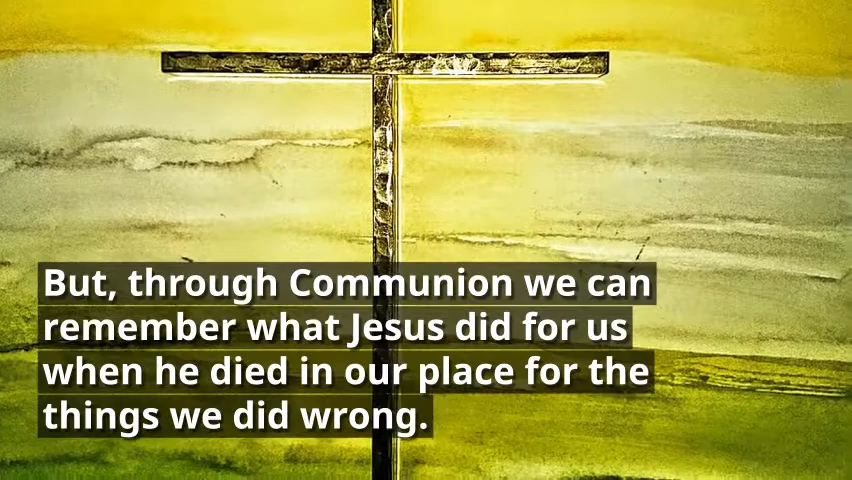 But, through Communion we can
remember what Jesus did for us
when he died in our place for the
things we did wrong.